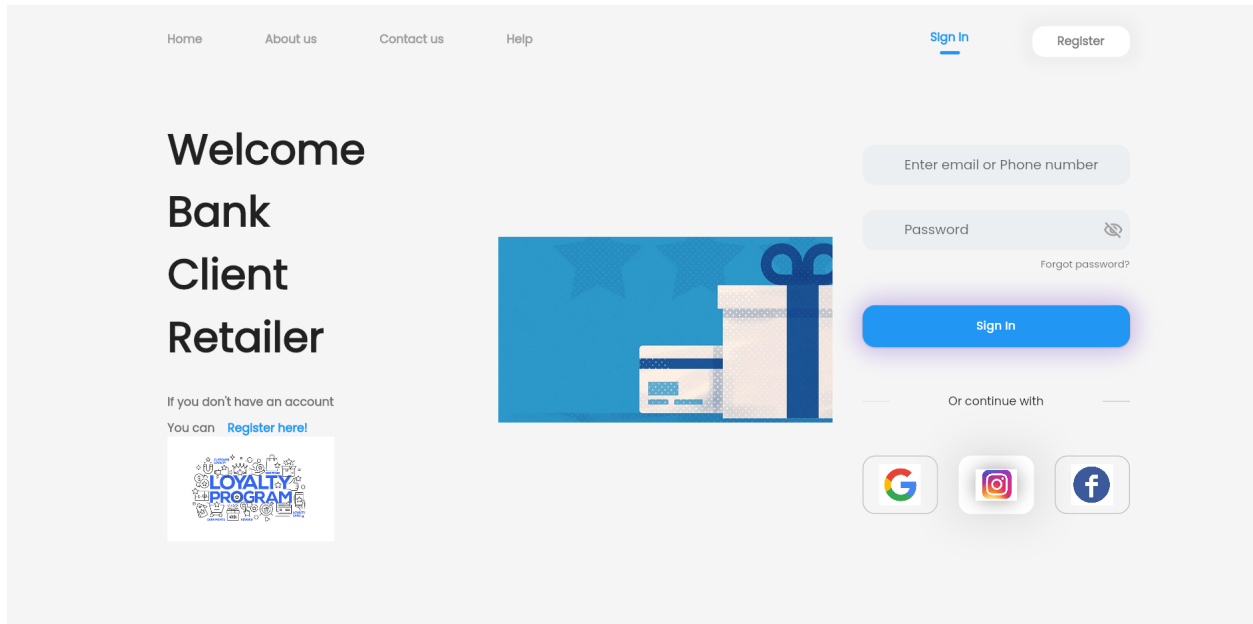 Home About us Contact us Help Sign In Register
Welcome
Bank
Client
Retailer
If you don't have an account
You can Register here!
LOYALTY
PROGRAM
Enter email or Phone number
Password
Forgot password?
Sign In
Or continue with